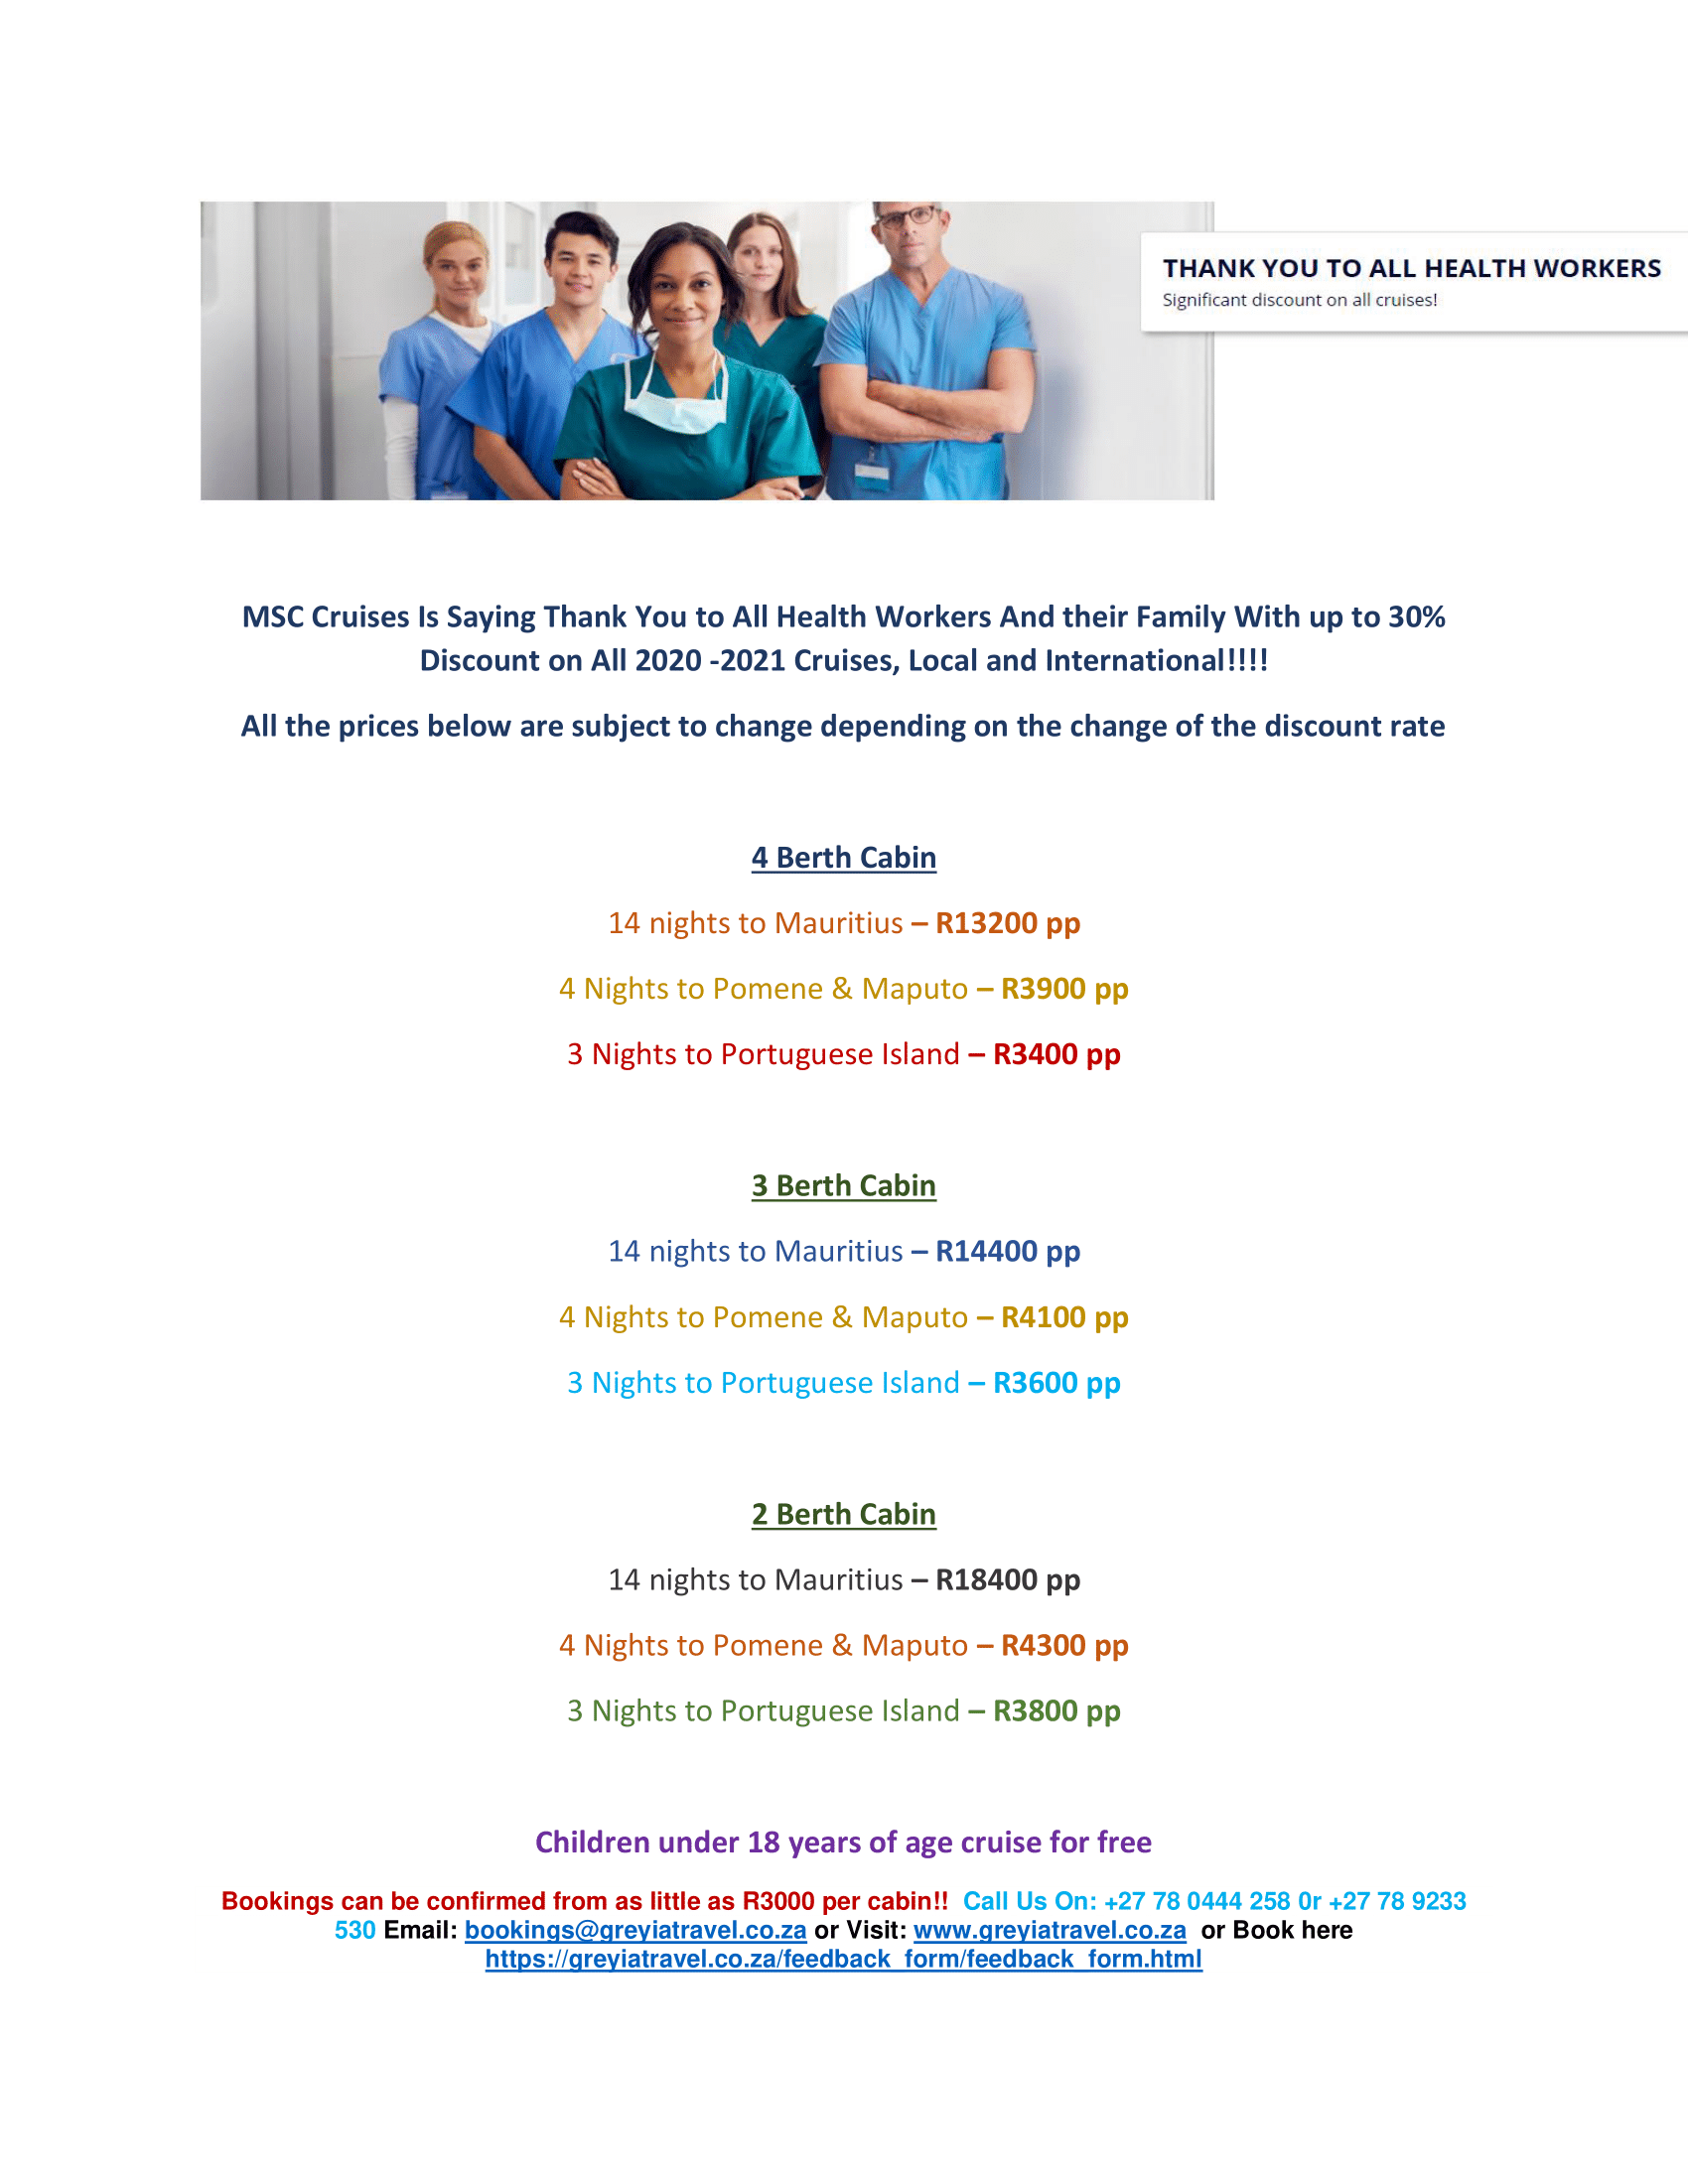 THANK YOU TO ALL HEALTH WORKERS
Significant discount on all cruises!
MSC Cruises Is Saying Thank You to All Health Workers And their Family With up to 30%
Discount on All 2020 -2021 Cruises, Local and International!!!!
All the prices below are subject to change depending on the change of the discount rate
4 Berth Cabin
14 nights to Mauritius – R13200 pp
4 Nights to Pomene & Maputo – R3900 pp
3 Nights to Portuguese Island – R3400 pp
3 Berth Cabin
14 nights to Mauritius – R14400 pp
4 Nights to Pomene & Maputo – R4100 pp
3 Nights to Portuguese Island – R3600 pp
2 Berth Cabin
14 nights to Mauritius – R18400 pp
4 Nights to Pomene & Maputo – R4300 pp
3 Nights to Portuguese Island – R3800 pp
Children under 18 years of age cruise for free
Bookings can be confirmed from as little as R3000 per cabin!! Call Us On: +27 78 0444 258 0r +27 78 9233
530 Email: bookings@greyiatravel.co.za or Visit: www.greyiatravel.co.za or Book here
https://greyiatravel.co.za/feedback_form/feedback_form.html